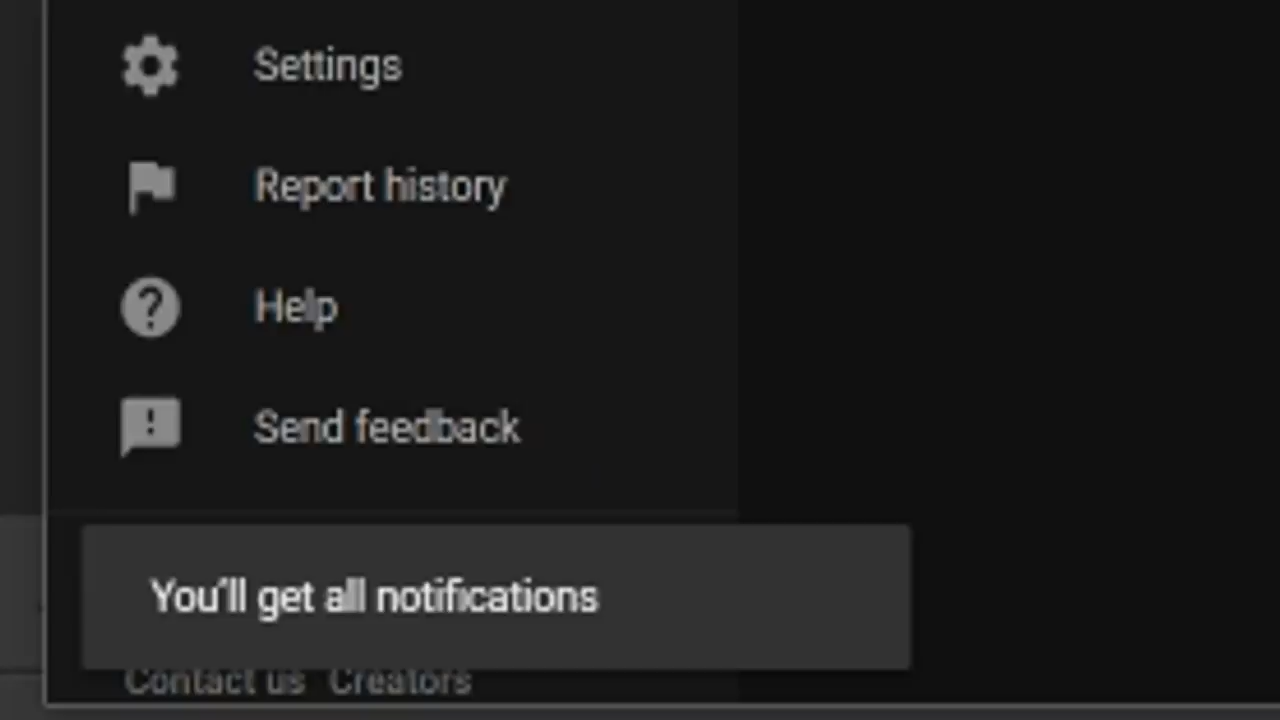 Settings
Report history
Help
Send feedback
You'll get all notifications
Contact us Creators